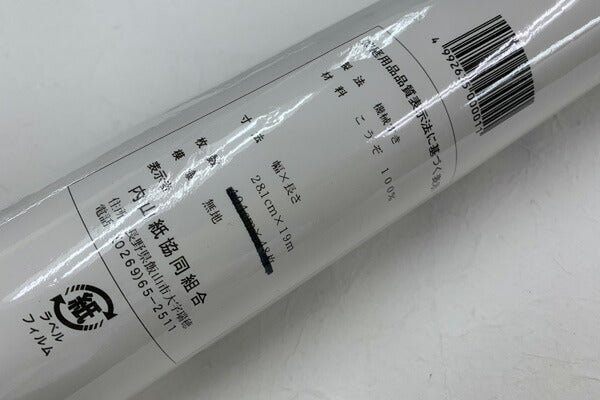 家庭用品品質表示法に基づく表示
製法 機械すき
材料 こうぞ 100%
寸法 幅×長さ
28.1cm×19m
枚数
模様 無地
表示者
内山紙協同組合
住所 長野県飯山市大字瑞穂
電話 (0269)65-2511
紙
ラベル
フィルム